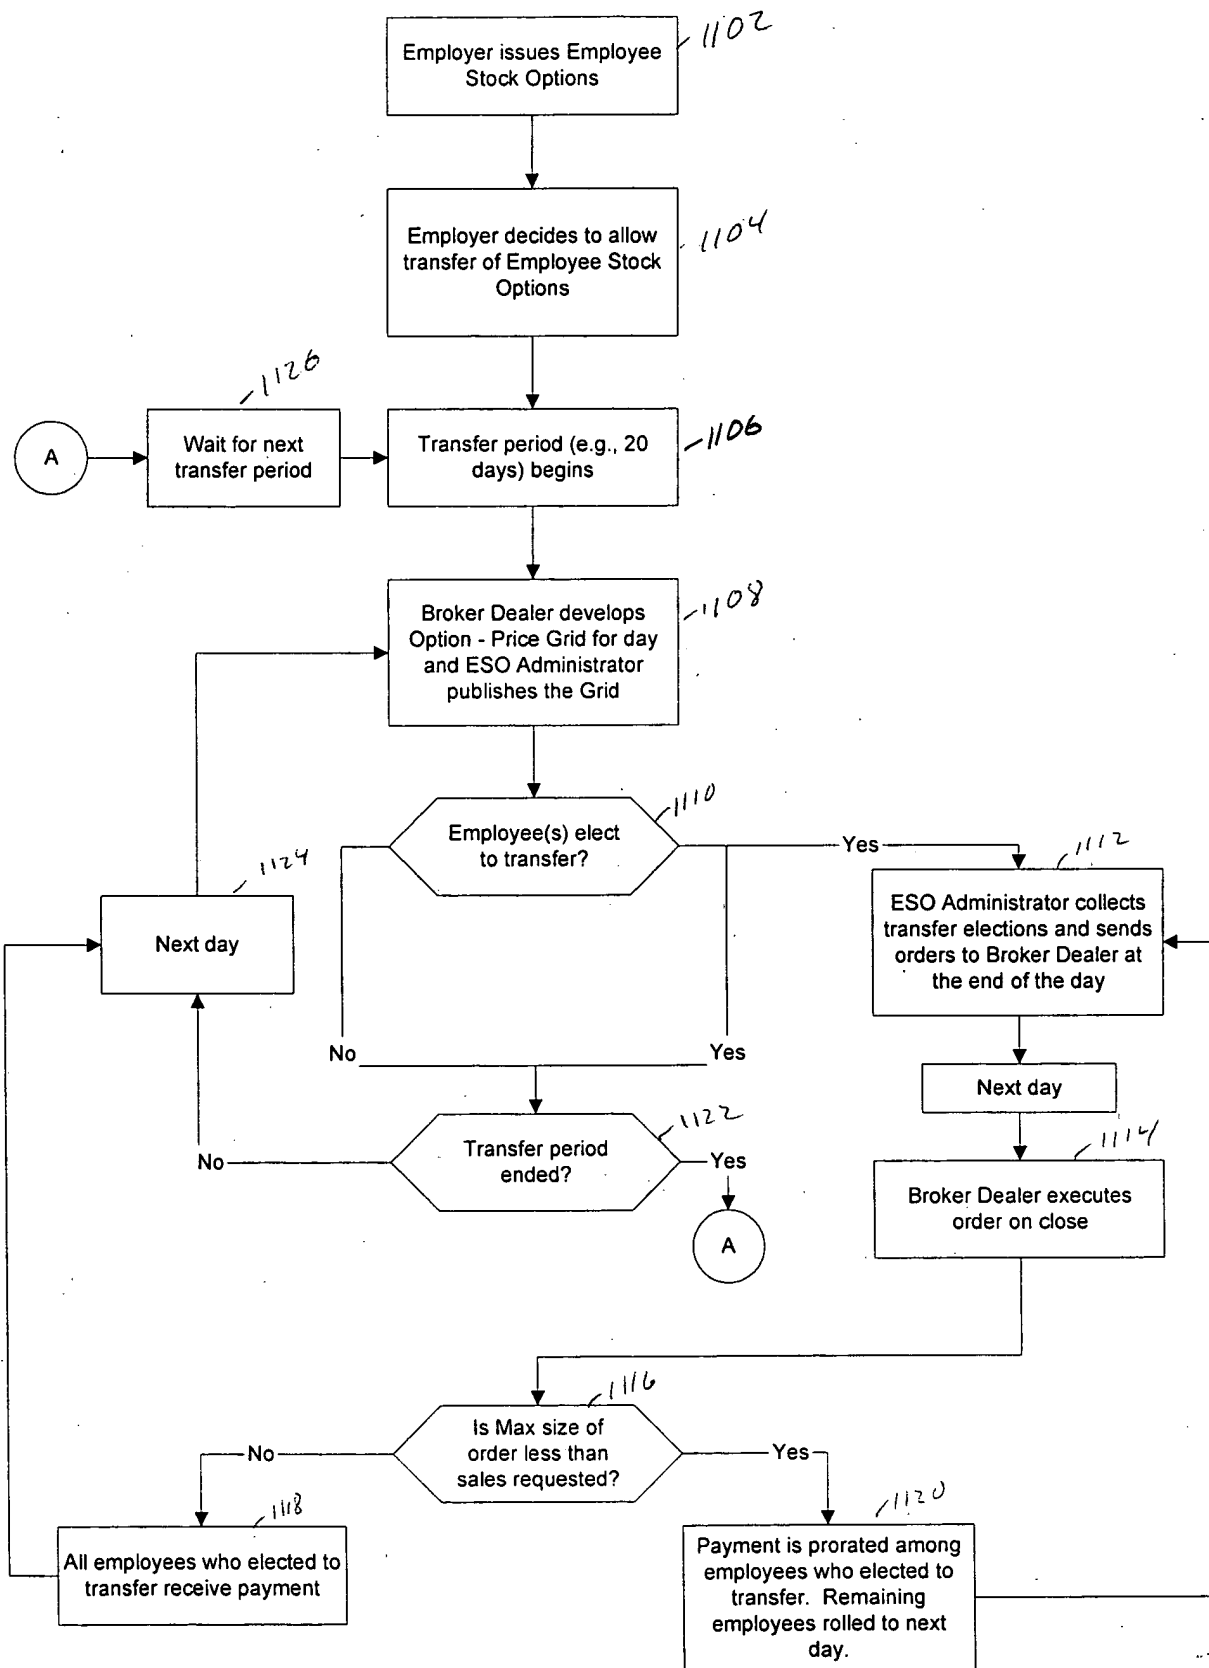 1102
Employer issues Employee
Stock Options
1104
Employer decides to allow
transfer of Employee Stock
Options
1126
A
Wait for next
transfer period
Transfer period (e.g., 20
days) begins
1106
1108
Broker Dealer develops
Option - Price Grid for day
and ESO Administrator
publishes the Grid
1110
Employee(s) elect
to transfer?
Yes
1112
1124
Next day
ESO Administrator collects
transfer elections and sends
orders to Broker Dealer at
the end of the day
No
Yes
Next day
1122
Transfer period
ended?
No
Yes
1114
Broker Dealer executes
order on close
A
1116
Is Max size of
order less than
sales requested?
No
Yes
1118
All employees who elected to
transfer receive payment
1120
Payment is prorated among
employees who elected to
transfer. Remaining
employees rolled to next
day.